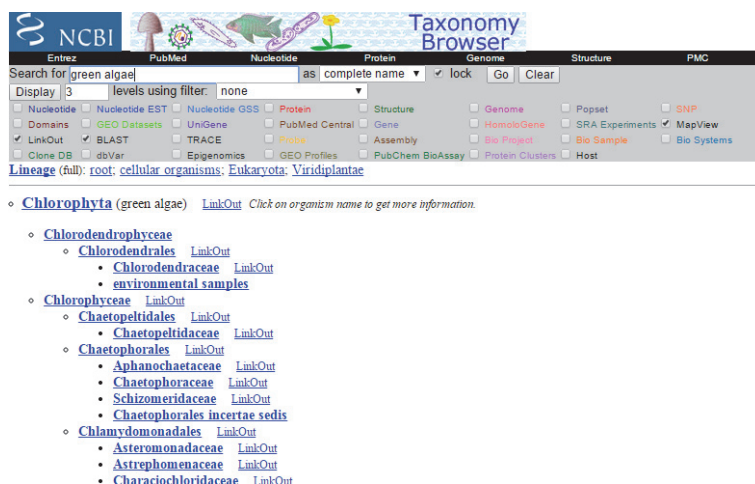 NCBI
Taxonomy
Browser
Entrez PubMed Nucleotide Protein Genome Structure PMC
Search for green algae as complete name lock Go Clear
Display 3 levels using filter: none
Nucleotide Nucleotide EST Nucleotide GSS Protein Structure Genome Popset SNP
Domains GEO Datasets UniGene PubMed Central Gene HomoloGene SRA Experiments MapView
LinkOut BLAST TRACE Probe Assembly Bio Project Bio Sample Bio Systems
Clone DB dbVar Epigenomics GEO Profiles PubChem BioAssay Protein Clusters Host
Lineage (full): root; cellular organisms; Eukaryota; Viridiplantae
Chlorophyta (green algae) LinkOut Click on organism name to get more information.
Chlorodendrophyceae
Chlorodendrales LinkOut
Chlorodendraceae LinkOut
environmental samples
Chlorophyceae LinkOut
Chaetopeltidales LinkOut
Chaetopeltidaceae LinkOut
Chaetophorales LinkOut
Aphanochaetaceae LinkOut
Chaetophoraceae LinkOut
Schizomeridaceae LinkOut
Chaetophorales incertae sedis
Chlamydomonadales LinkOut
Asteromonadaceae LinkOut
Astrephomenaceae LinkOut
Characiochloridaceae LinkOut